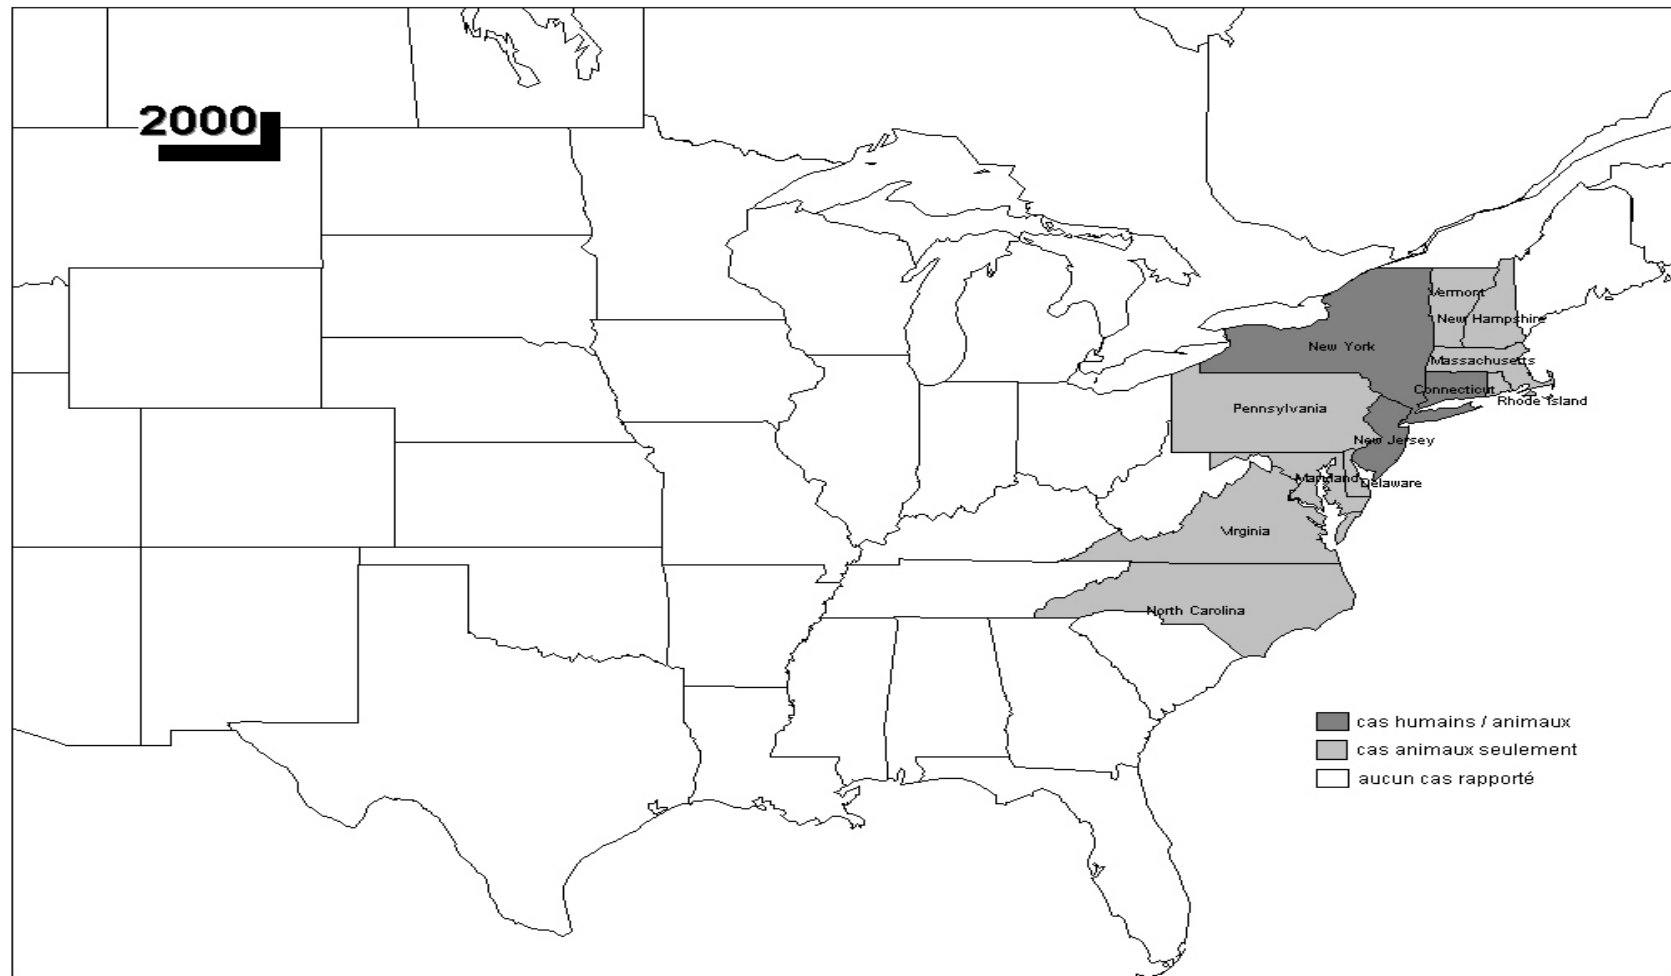 2000
Vermont
New Hampshire
New York
Massachusetts
Connecticut
Rhode Island
Pennsylvania
New Jersey
Maryland
Delaware
Virginia
North Carolina
cas humains / animaux
cas animaux seulement
aucun cas rapporté